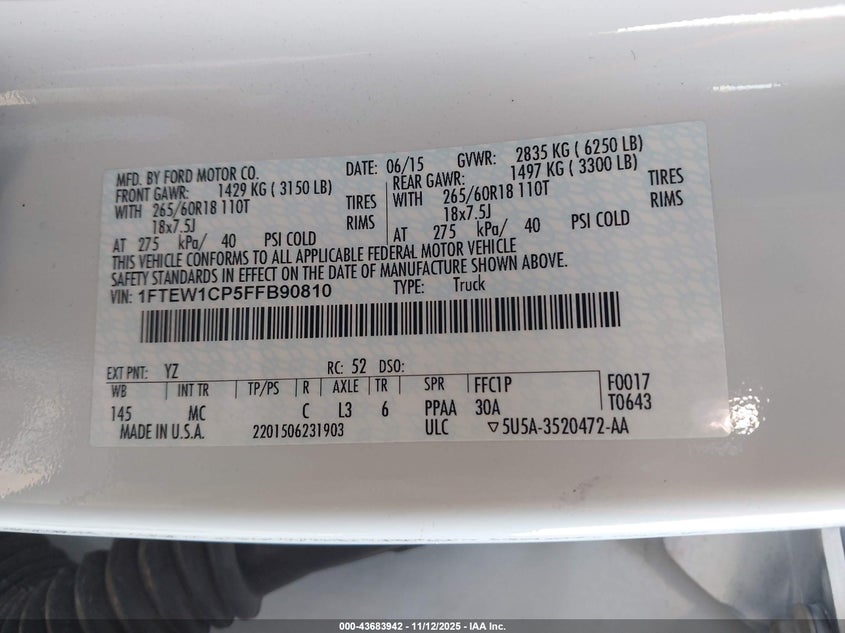 MFD. BY FORD MOTOR CO.
DATE: 06/15
GVWR: 2835 KG ( 6250 LB)
FRONT GAWR: 1429 KG ( 3150 LB)
REAR GAWR: 1497 KG ( 3300 LB)
WITH 265/60R18 110T TIRES
WITH 265/60R18 110T TIRES
18x7.5J RIMS
18x7.5J RIMS
AT 275 kPa/ 40 PSI COLD
AT 275 kPa/ 40 PSI COLD
THIS VEHICLE CONFORMS TO ALL APPLICABLE FEDERAL MOTOR VEHICLE
SAFETY STANDARDS IN EFFECT ON THE DATE OF MANUFACTURE SHOWN ABOVE.
VIN: 1FTEW1CP5FFB90810
TYPE: Truck
EXT PNT: YZ RC: 52 DSO:
WB INT TR TP/PS R AXLE TR SPR FFC1P F0017
145 MC C L3 6 PPAA 30A T0643
MADE IN U.S.A. 2201506231903 ULC ▽5U5A-3520472-AA
000-43683942 - 11/12/2025 - IAA Inc.